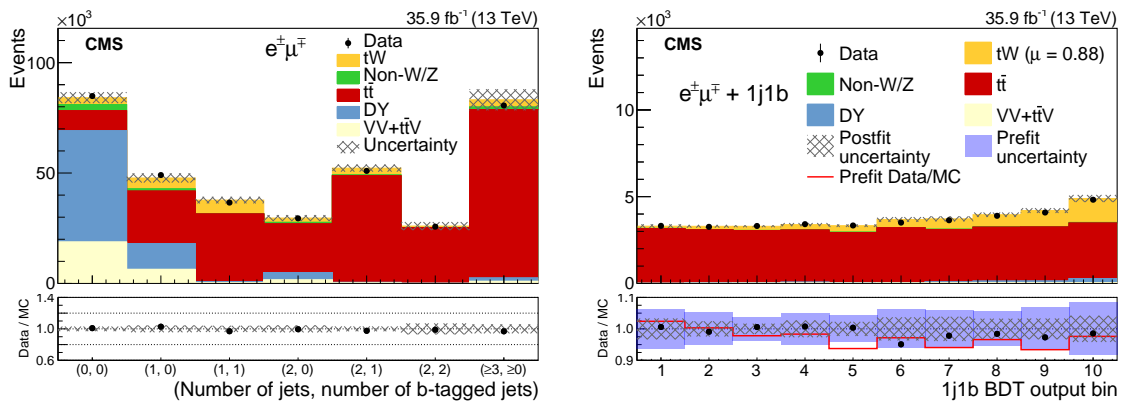 ×10³ 35.9 fb⁻¹ (13 TeV)
CMS e±μ∓
Data
tW
Non-W/Z
tt̄
DY
VV+tt̄V
Uncertainty
Events
100
50
0
Data / MC
1.4
1.0
0.6
(0, 0) (1, 0) (1, 1) (2, 0) (2, 1) (2, 2) (≥3, ≥0)
(Number of jets, number of b-tagged jets)
×10³ 35.9 fb⁻¹ (13 TeV)
CMS
e±μ∓ + 1j1b
Data tW (μ = 0.88)
Non-W/Z tt̄
DY VV+tt̄V
Postfit uncertainty Prefit uncertainty
Prefit Data/MC
Events
10
5
0
Data / MC
1.1
1.0
0.9
1 2 3 4 5 6 7 8 9 10
1j1b BDT output bin